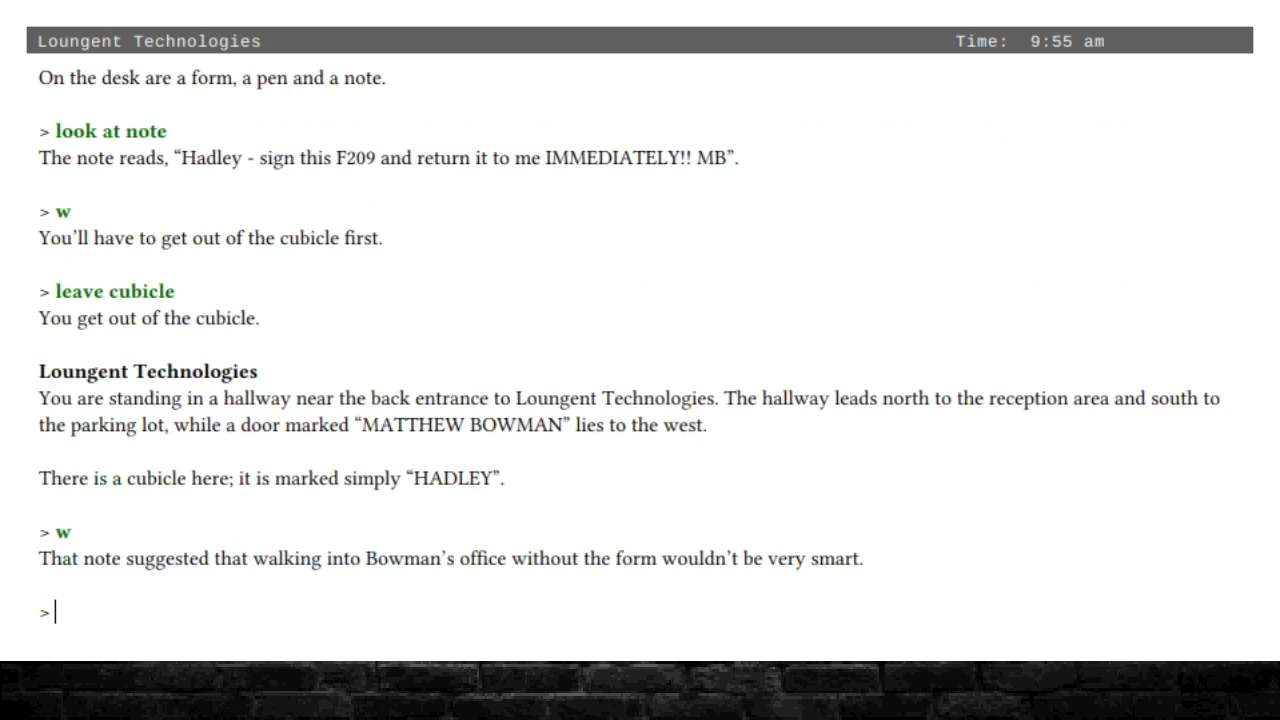 Loungent Technologies Time: 9:55 am
On the desk are a form, a pen and a note.
> look at note
The note reads, “Hadley - sign this F209 and return it to me IMMEDIATELY!! MB”.
> w
You’ll have to get out of the cubicle first.
> leave cubicle
You get out of the cubicle.
Loungent Technologies
You are standing in a hallway near the back entrance to Loungent Technologies. The hallway leads north to the reception area and south to
the parking lot, while a door marked “MATTHEW BOWMAN” lies to the west.
There is a cubicle here; it is marked simply “HADLEY”.
> w
That note suggested that walking into Bowman’s office without the form wouldn’t be very smart.
>